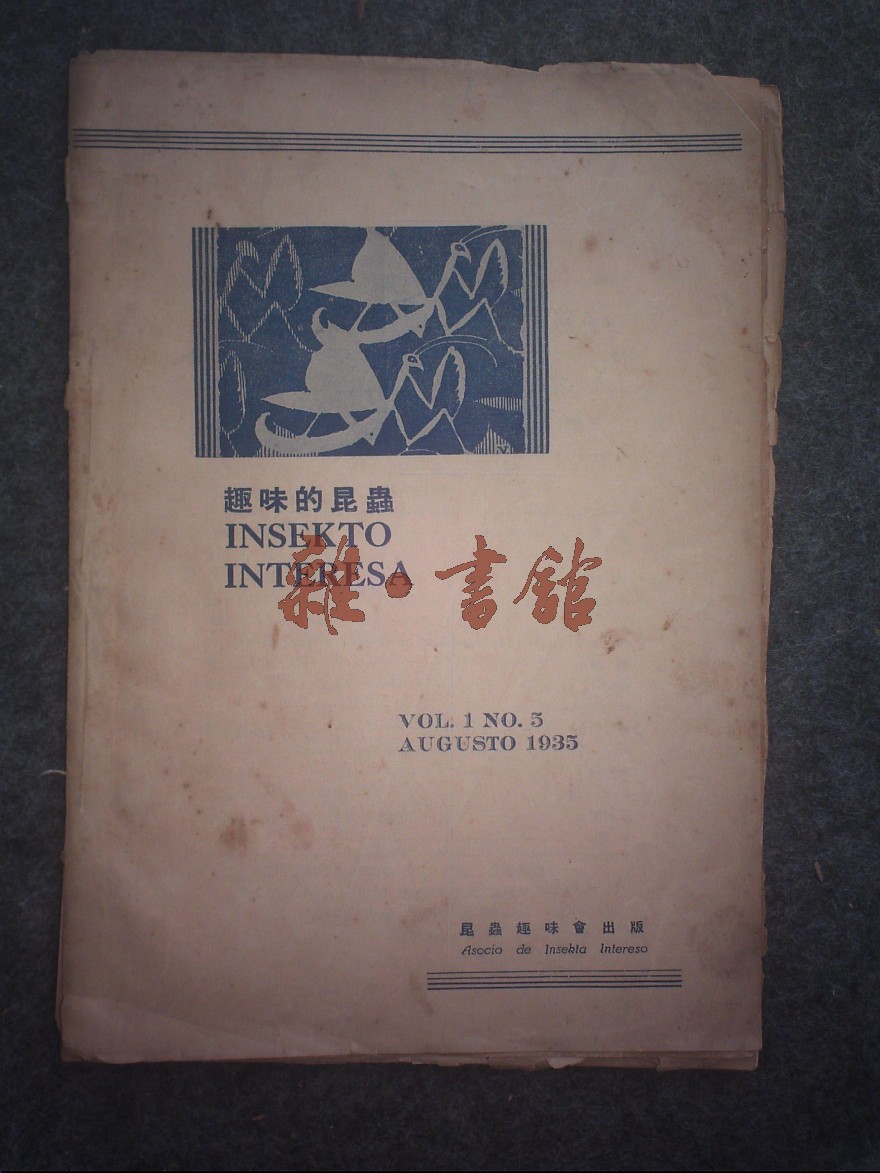 趣味的昆蟲
INSEKTO
INTERESA
雜·書館
VOL. 1 NO. 5
AUGUSTO 1935
昆蟲趣味會出版
Asocio de Insekta Intereso